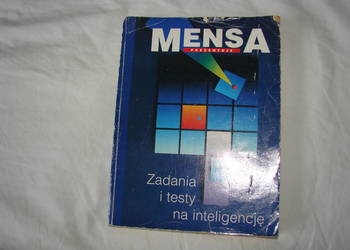 MENSA
PREZENTUJE
Zadania
i testy
na inteligencję